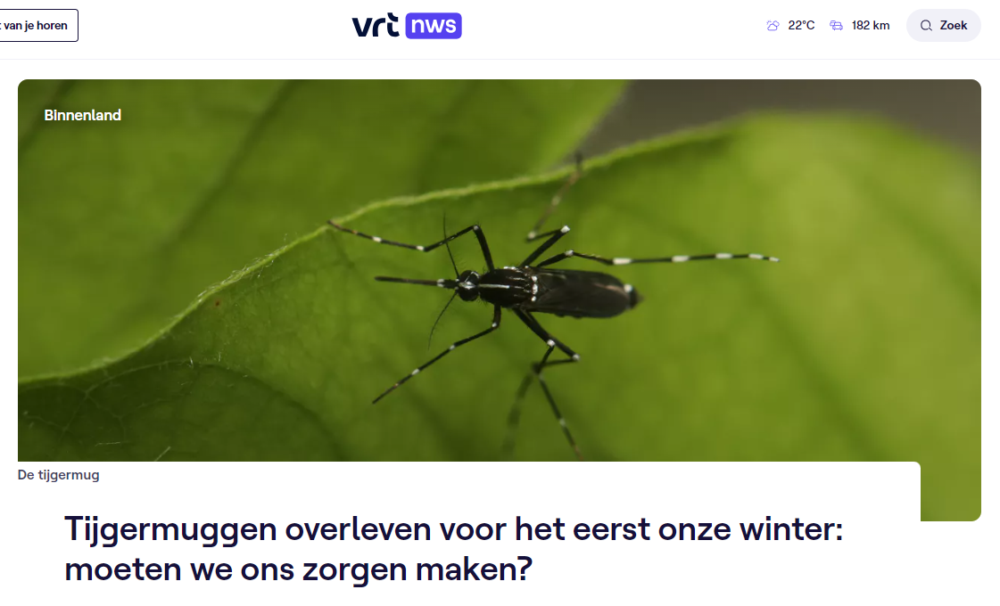 van je horen
vrt nws
22°C
182 km
Zoek
Binnenland
De tijgermug
Tijgermuggen overleven voor het eerst onze winter:
moeten we ons zorgen maken?